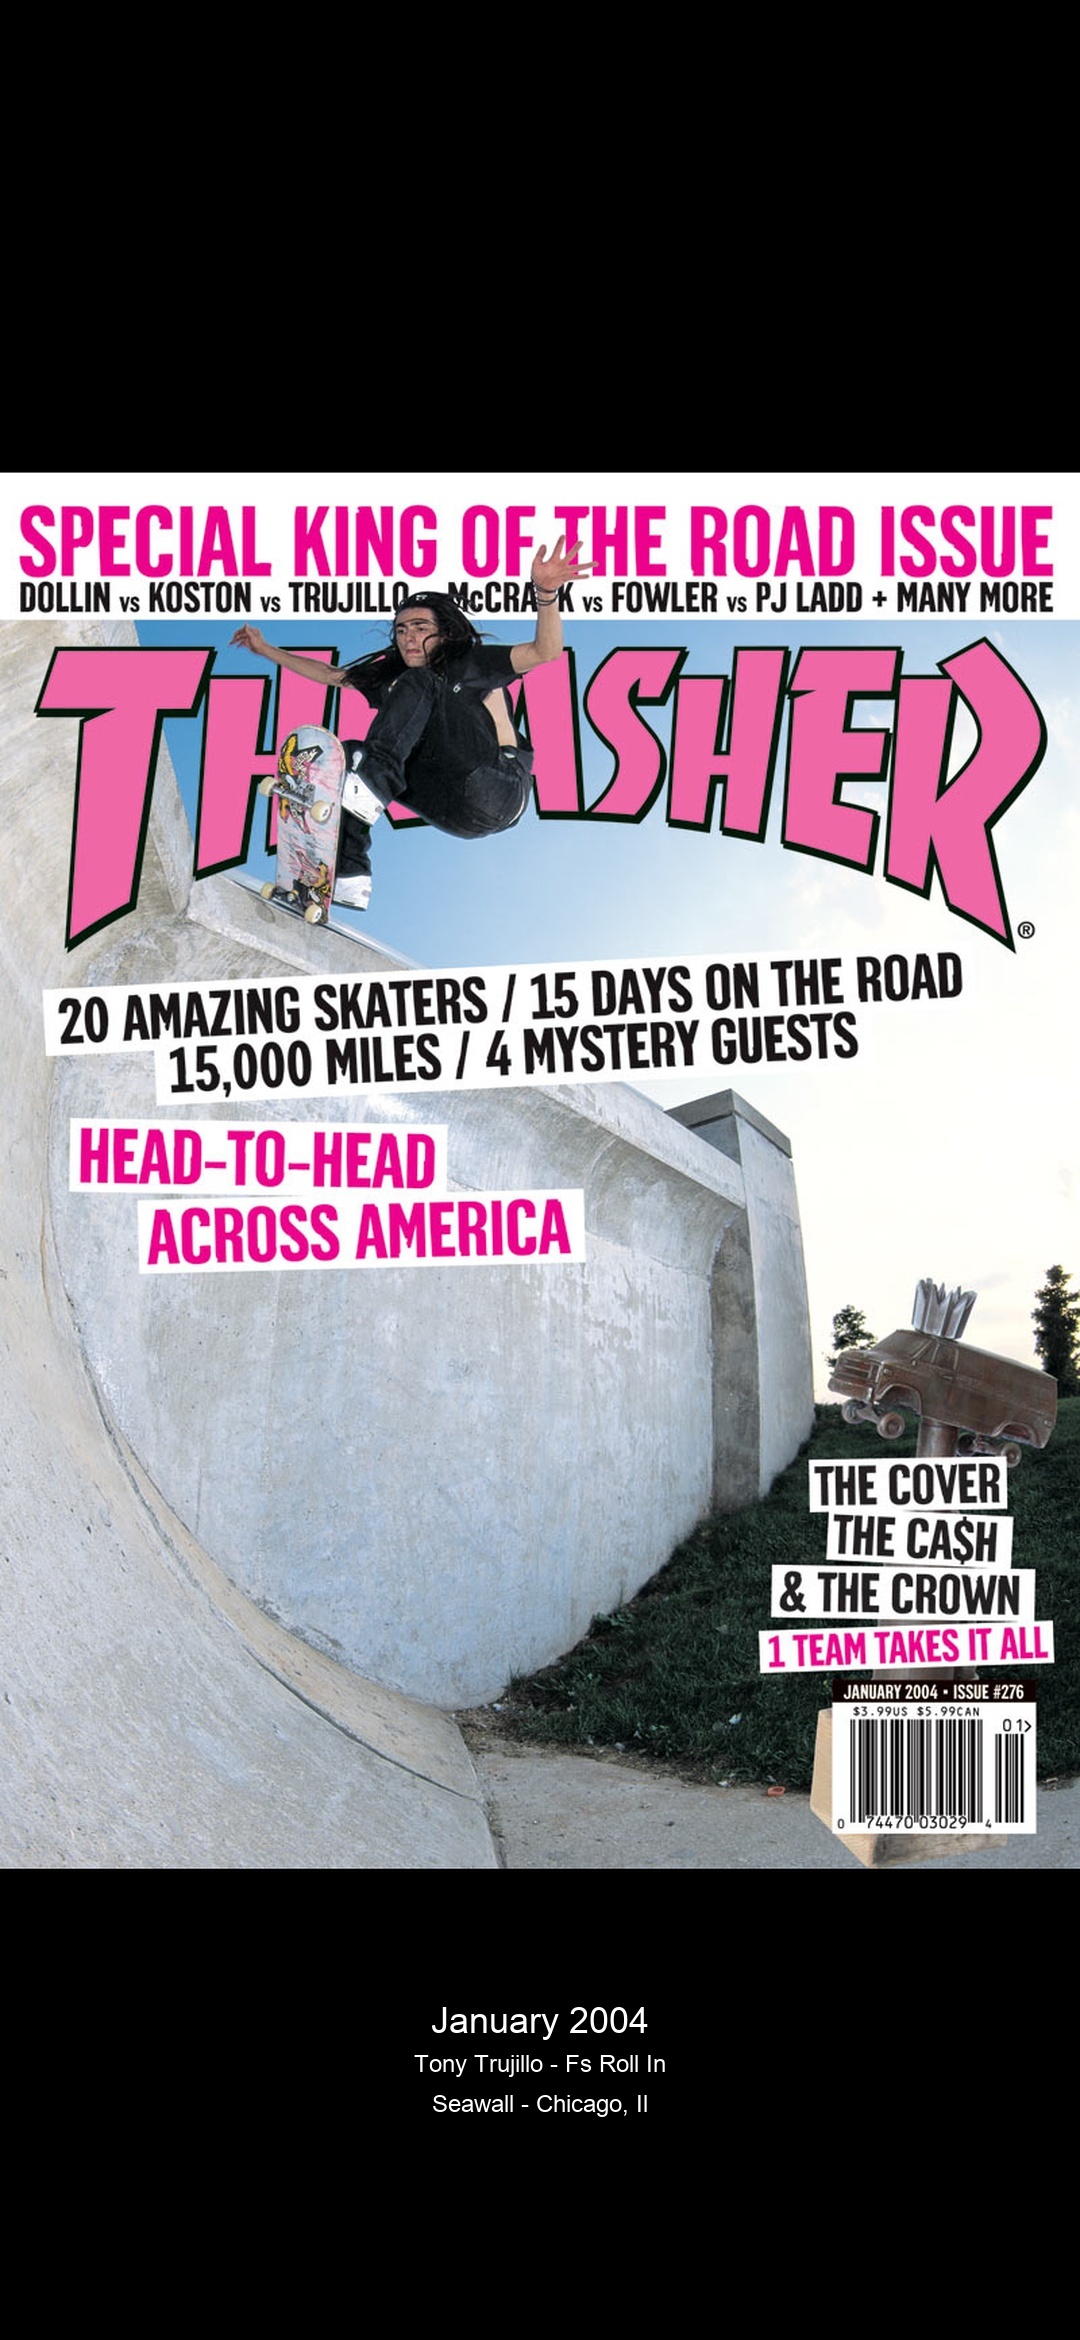 SPECIAL KING OF THE ROAD ISSUE
DOLLIN vs KOSTON vs TRUJILLO vs McCRANK vs FOWLER vs PJ LADD + MANY MORE
THRASHER®
20 AMAZING SKATERS / 15 DAYS ON THE ROAD
15,000 MILES / 4 MYSTERY GUESTS
HEAD-TO-HEAD
ACROSS AMERICA
THE COVER
THE CA$H
& THE CROWN
1 TEAM TAKES IT ALL
JANUARY 2004 • ISSUE #276
$3.99US $5.99CAN
01>
0 74470 03029 4
January 2004
Tony Trujillo - Fs Roll In
Seawall - Chicago, Il